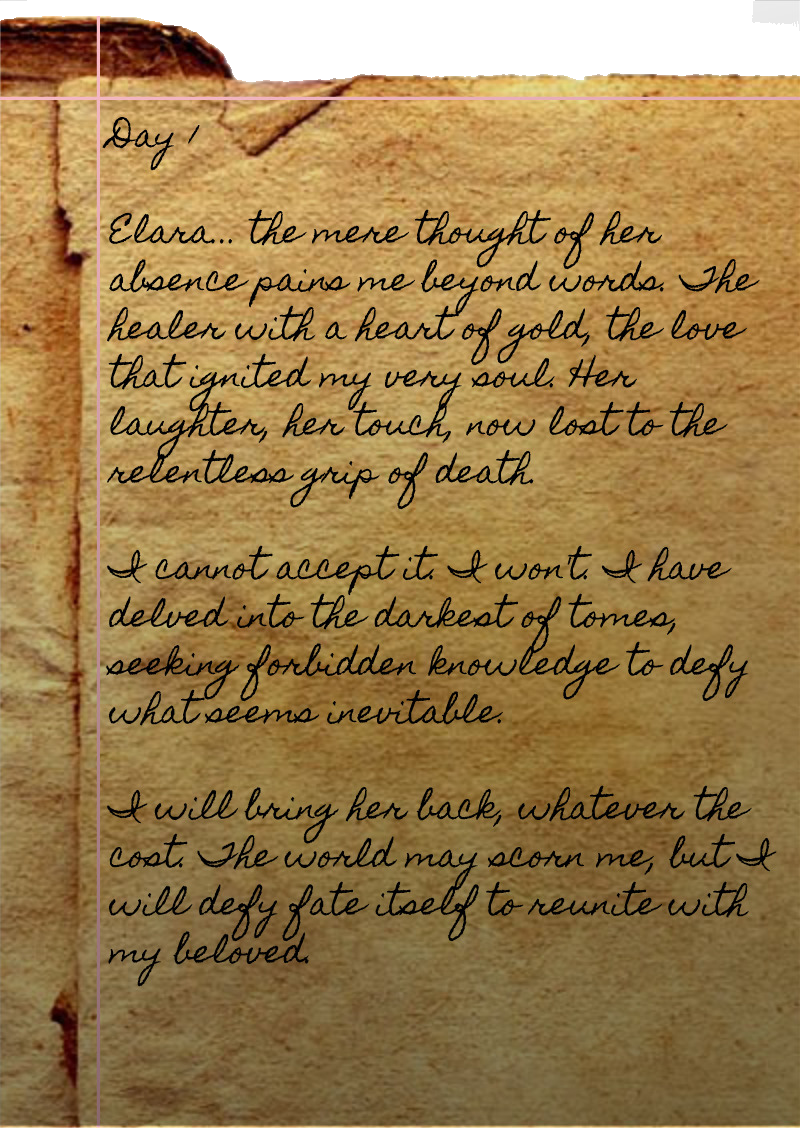 Day 1
Elara... the mere thought of her
absence pains me beyond words. The
healer with a heart of gold, the love
that ignited my very soul. Her
laughter, her touch, now lost to the
relentless grip of death.
I cannot accept it. I won't. I have
delved into the darkest of tomes,
seeking forbidden knowledge to defy
what seems inevitable.
I will bring her back, whatever the
cost. The world may scorn me, but I
will defy fate itself to reunite with
my beloved.